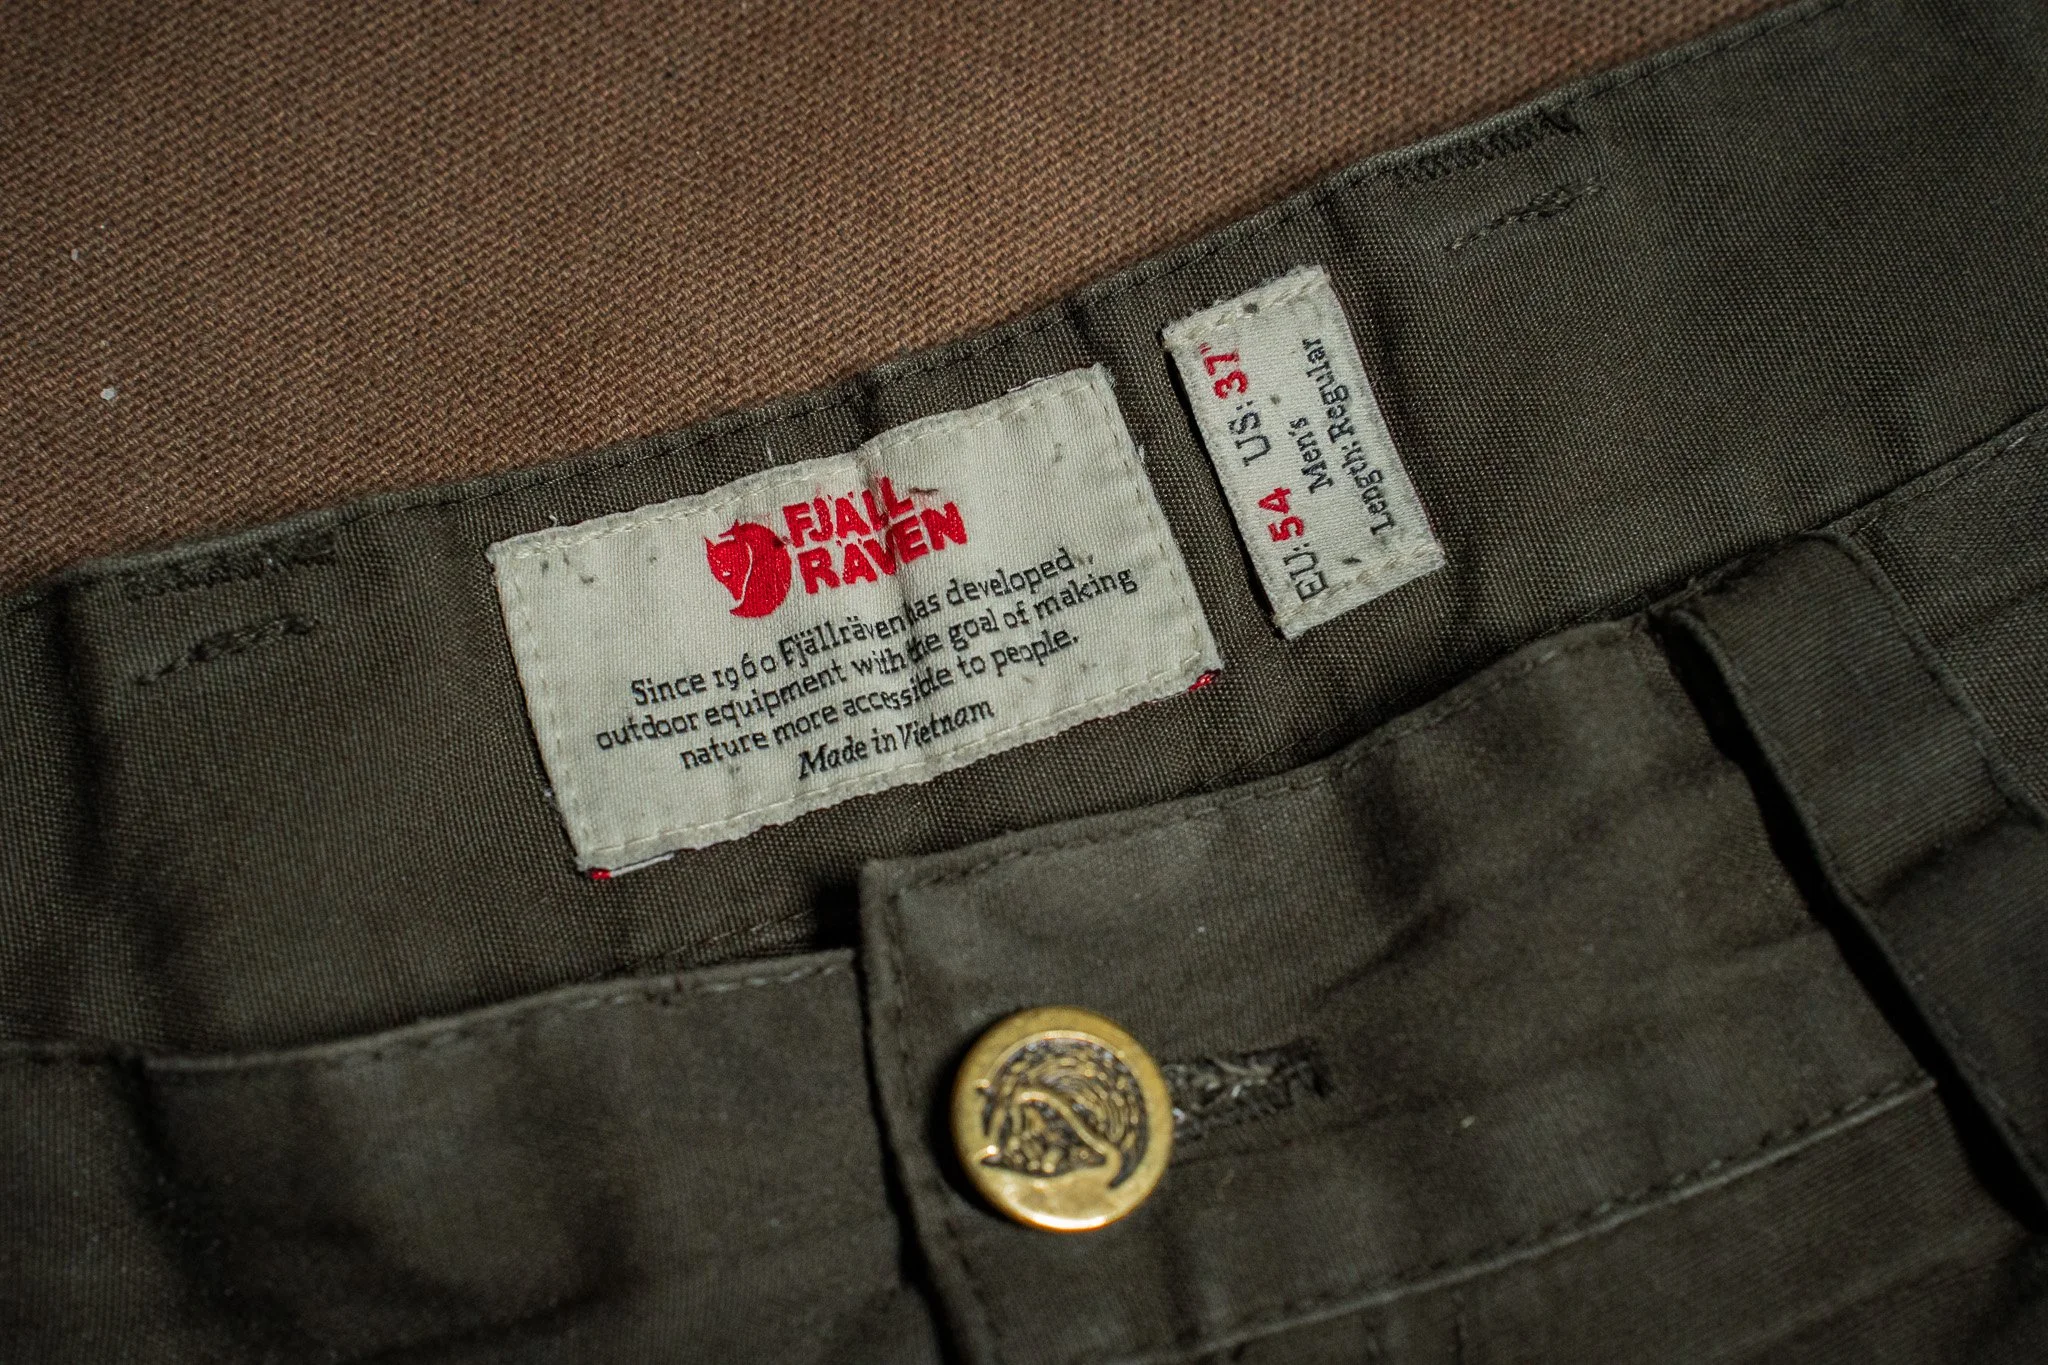 FJÄLL
RÄVEN
Since 1960 Fjällräven has developed
outdoor equipment with the goal of making
nature more accessible to people.
Made in Vietnam
EU: 54 US: 37"
Men's
Length: Regular